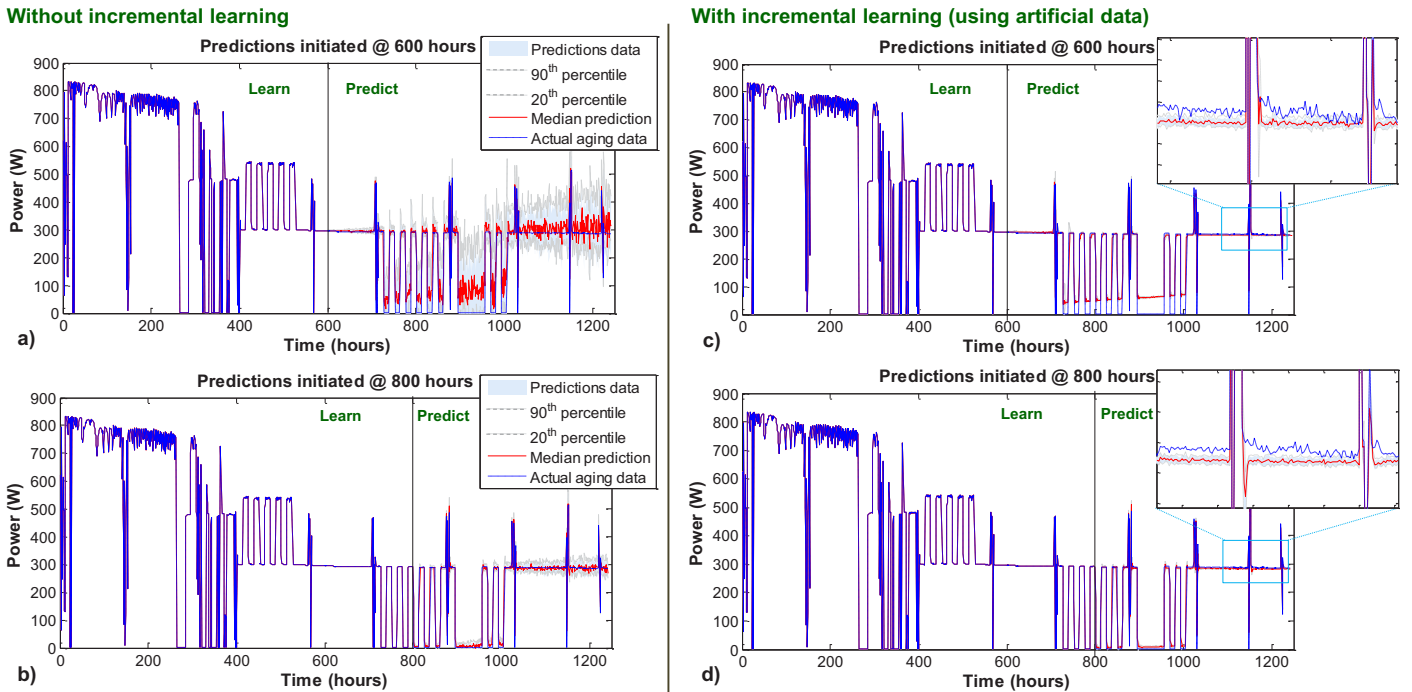 Without incremental learning
Predictions initiated @ 600 hours
Predictions data
90th percentile
20th percentile
Median prediction
Actual aging data
Learn
Predict
Power (W)
900
800
700
600
500
400
300
200
100
0
0 200 400 600 800 1000 1200
Time (hours)
a)
Predictions initiated @ 800 hours
Predictions data
90th percentile
20th percentile
Median prediction
Actual aging data
Learn
Predict
Power (W)
900
800
700
600
500
400
300
200
100
0
0 200 400 600 800 1000 1200
Time (hours)
b)
With incremental learning (using artificial data)
Predictions initiated @ 600 hours
Learn
Predict
Power (W)
900
800
700
600
500
400
300
200
100
0
0 200 400 600 800 1000 1200
Time (hours)
c)
Predictions initiated @ 800 hours
Learn
Predict
Power (W)
900
800
700
600
500
400
300
200
100
0
0 200 400 600 800 1000 1200
Time (hours)
d)